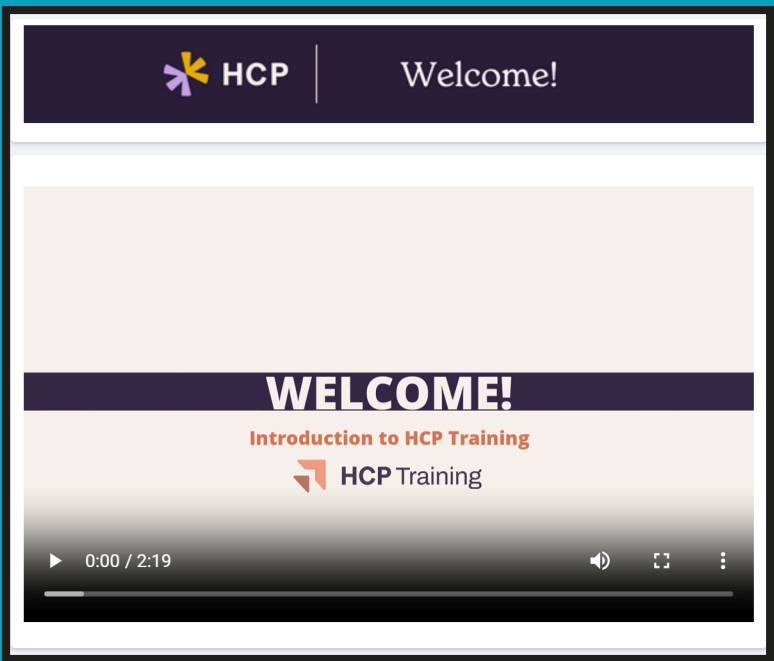 HCP
Welcome!
WELCOME!
Introduction to HCP Training
HCP Training
0:00 / 2:19